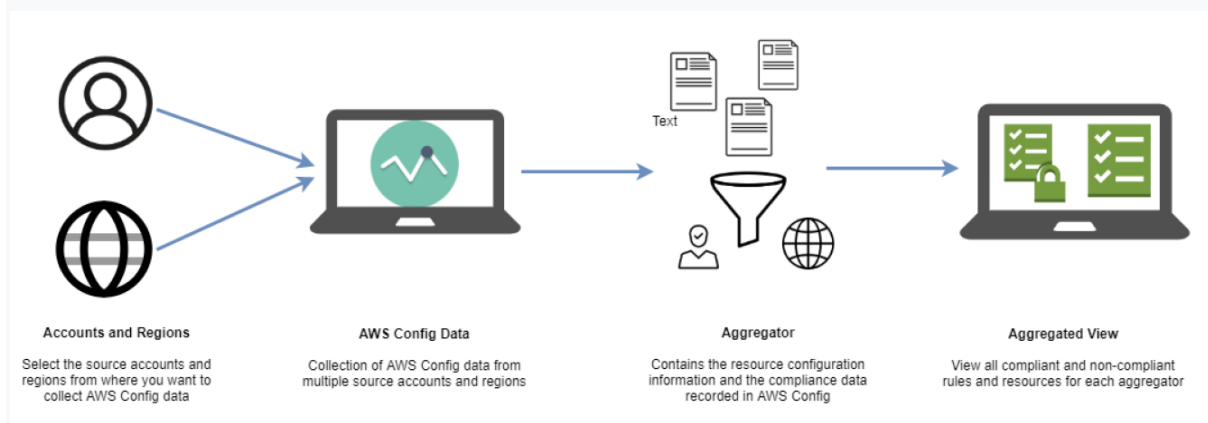 Text
Accounts and Regions
Select the source accounts and
regions from where you want to
collect AWS Config data
AWS Config Data
Collection of AWS Config data from
multiple source accounts and regions
Aggregator
Contains the resource configuration
information and the compliance data
recorded in AWS Config
Aggregated View
View all compliant and non-compliant
rules and resources for each aggregator